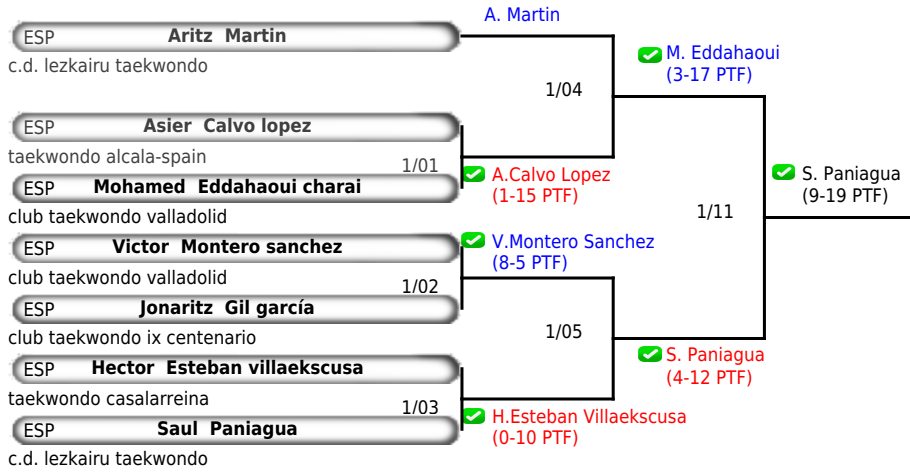 A. Martin
ESP Aritz Martin
c.d. lezkairu taekwondo
M. Eddahaoui
(3-17 PTF)
1/04
ESP Asier Calvo lopez
taekwondo alcala-spain
1/01
A.Calvo Lopez
(1-15 PTF)
ESP Mohamed Eddahaoui charai
club taekwondo valladolid
S. Paniagua
(9-19 PTF)
1/11
ESP Victor Montero sanchez
club taekwondo valladolid
V.Montero Sanchez
(8-5 PTF)
1/02
ESP Jonaritz Gil garcía
club taekwondo ix centenario
1/05
ESP Hector Esteban villaekscusa
taekwondo casalarreina
S. Paniagua
(4-12 PTF)
1/03
H.Esteban Villaekscusa
(0-10 PTF)
ESP Saul Paniagua
c.d. lezkairu taekwondo